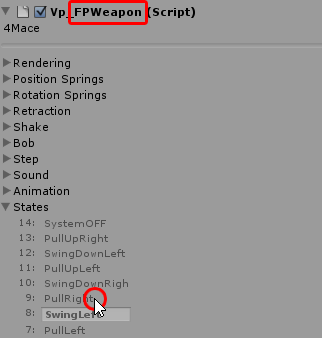 Vp_FPWeapon (Script)
4Mace
Rendering
Position Springs
Rotation Springs
Retraction
Shake
Bob
Step
Sound
Animation
States
14: SystemOFF
13: PullUpRight
12: SwingDownLeft
11: PullUpLeft
10: SwingDownRigh
9: PullRight
8: SwingLeft
7: PullLeft